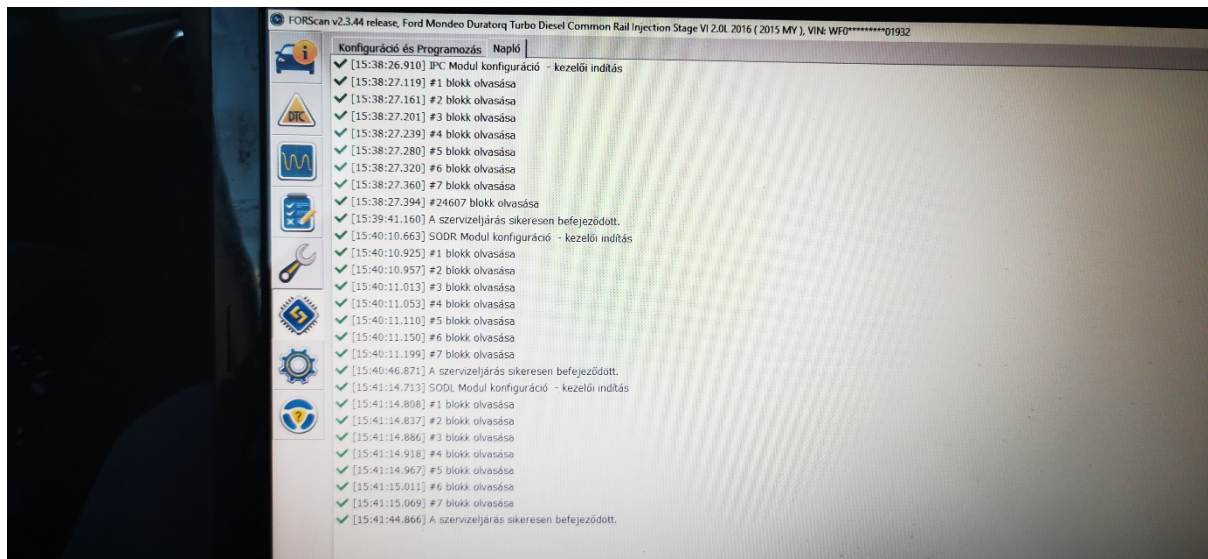 FORScan v2.3.44 release, Ford Mondeo Duratorq Turbo Diesel Common Rail Injection Stage VI 2.0L 2016 ( 2015 MY ), VIN: WF0*********01932
Konfiguráció és Programozás Napló
[15:38:26.910] IPC Modul konfiguráció - kezelői indítás
[15:38:27.119] #1 blokk olvasása
[15:38:27.161] #2 blokk olvasása
DTC
[15:38:27.201] #3 blokk olvasása
[15:38:27.239] #4 blokk olvasása
[15:38:27.280] #5 blokk olvasása
[15:38:27.320] #6 blokk olvasása
[15:38:27.360] #7 blokk olvasása
[15:38:27.394] #24607 blokk olvasása
[15:39:41.160] A szervizeljárás sikeresen befejeződött.
[15:40:10.663] SODR Modul konfiguráció - kezelői indítás
[15:40:10.925] #1 blokk olvasása
[15:40:10.957] #2 blokk olvasása
[15:40:11.013] #3 blokk olvasása
[15:40:11.053] #4 blokk olvasása
[15:40:11.110] #5 blokk olvasása
[15:40:11.150] #6 blokk olvasása
[15:40:11.199] #7 blokk olvasása
[15:40:46.871] A szervizeljárás sikeresen befejeződött.
[15:41:14.713] SODL Modul konfiguráció - kezelői indítás
[15:41:14.808] #1 blokk olvasása
[15:41:14.837] #2 blokk olvasása
[15:41:14.886] #3 blokk olvasása
[15:41:14.918] #4 blokk olvasása
[15:41:14.967] #5 blokk olvasása
[15:41:15.011] #6 blokk olvasása
[15:41:15.069] #7 blokk olvasása
[15:41:44.866] A szervizeljárás sikeresen befejeződött.